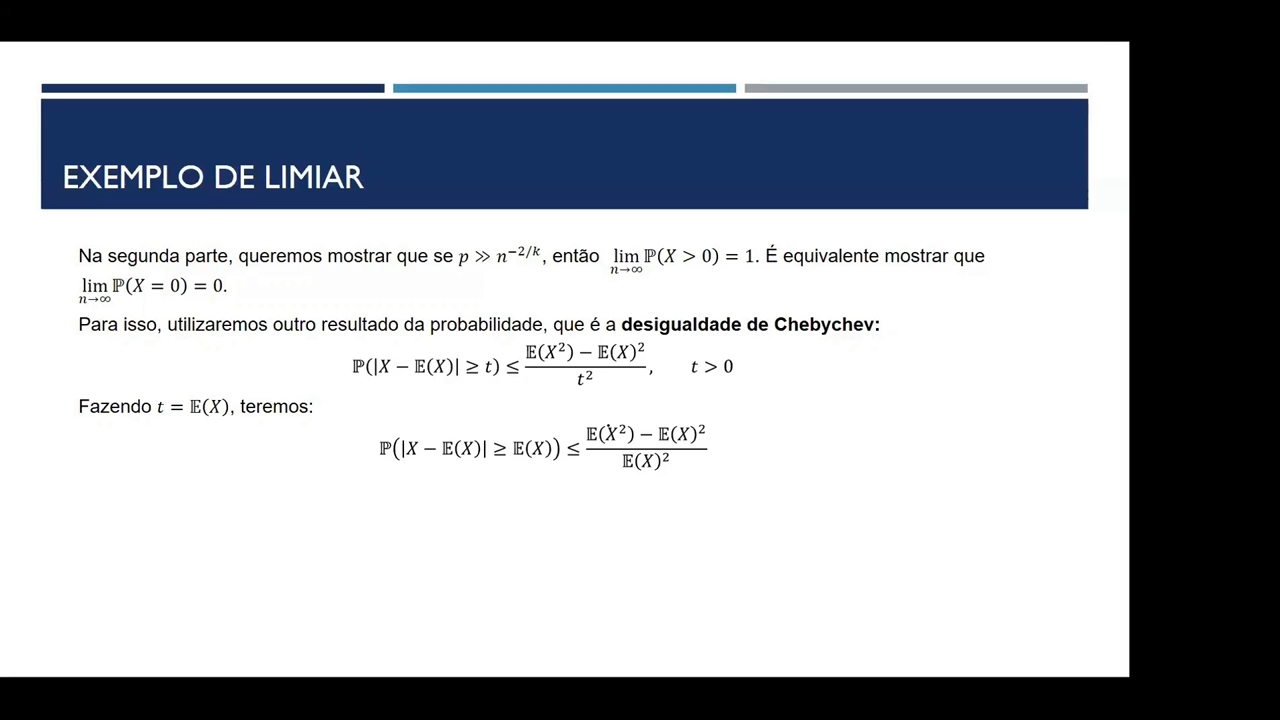 EXEMPLO DE LIMIAR
Na segunda parte, queremos mostrar que se p ≫ n^{-2/k}, então lim_{n→∞} ℙ(X > 0) = 1. É equivalente mostrar que
lim_{n→∞} ℙ(X = 0) = 0.
Para isso, utilizaremos outro resultado da probabilidade, que é a desigualdade de Chebychev:
ℙ(|X − 𝔼(X)| ≥ t) ≤ (𝔼(X²) − 𝔼(X)²)/t², t > 0
Fazendo t = 𝔼(X), teremos:
ℙ(|X − 𝔼(X)| ≥ 𝔼(X)) ≤ (𝔼(X²) − 𝔼(X)²)/𝔼(X)²